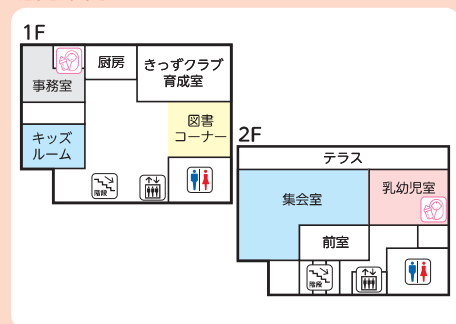 1F
事務室
厨房
きっずクラブ
育成室
キッズ
ルーム
図書
コーナー
階段
2F
テラス
集会室
乳幼児室
前室
階段